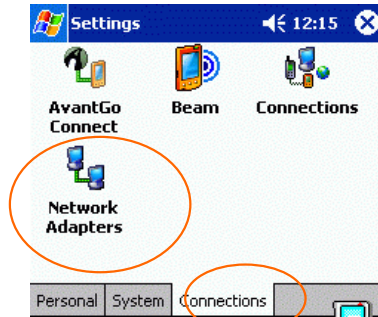 Settings 12:15
AvantGo Beam Connections
Connect
Network
Adapters
Personal System Connections